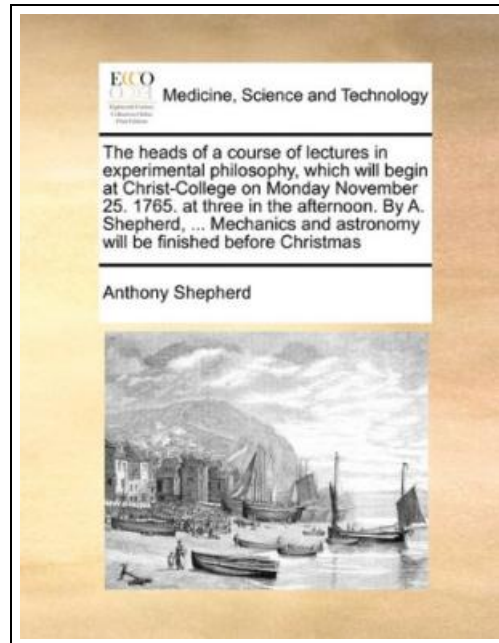 ECCO
Medicine, Science and Technology
The heads of a course of lectures in
experimental philosophy, which will begin
at Christ-College on Monday November
25. 1765. at three in the afternoon. By A.
Shepherd, ... Mechanics and astronomy
will be finished before Christmas
Anthony Shepherd